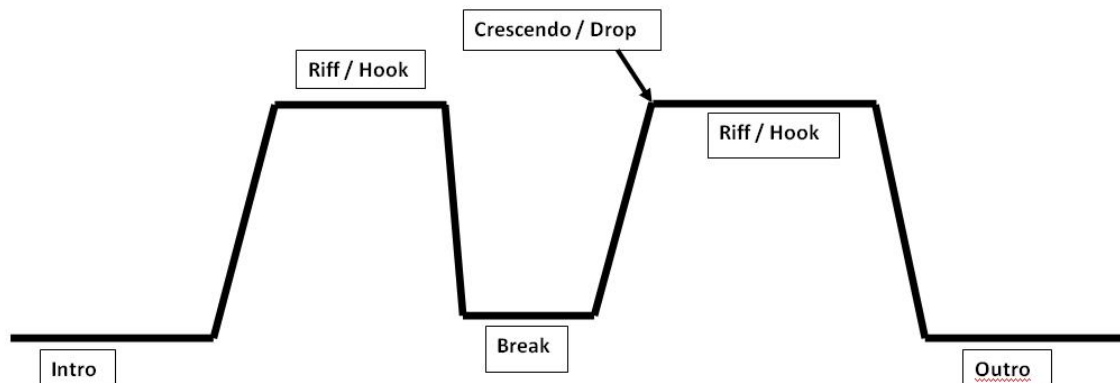 Crescendo / Drop
Riff / Hook
Riff / Hook
Break
Intro
Outro